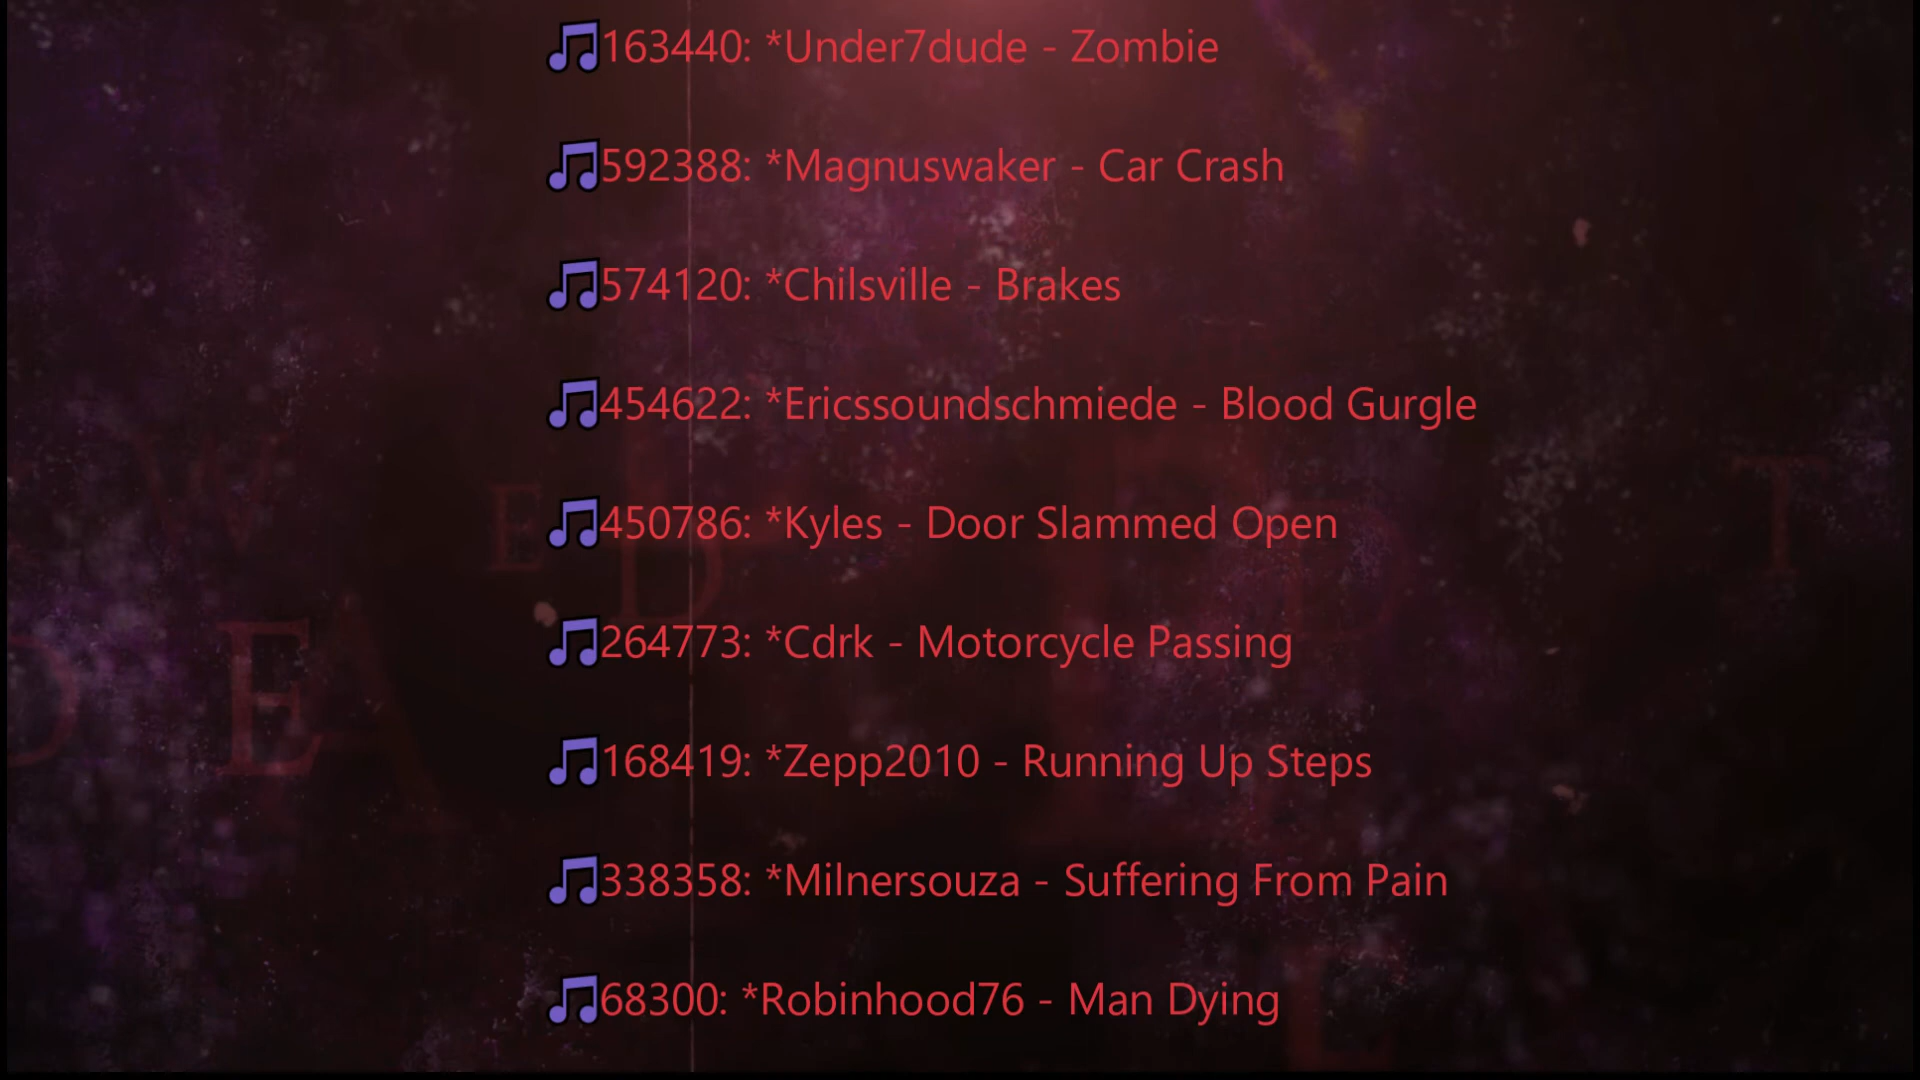 163440: *Under7dude - Zombie
592388: *Magnuswaker - Car Crash
574120: *Chilsville - Brakes
454622: *Ericssoundschmiede - Blood Gurgle
450786: *Kyles - Door Slammed Open
264773: *Cdrk - Motorcycle Passing
168419: *Zepp2010 - Running Up Steps
338358: *Milnersouza - Suffering From Pain
68300: *Robinhood76 - Man Dying